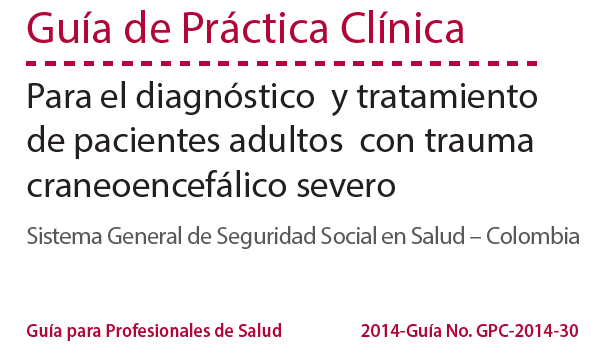 Guía de Práctica Clínica
Para el diagnóstico y tratamiento
de pacientes adultos con trauma
craneoencefálico severo
Sistema General de Seguridad Social en Salud – Colombia
Guía para Profesionales de Salud 2014-Guía No. GPC-2014-30